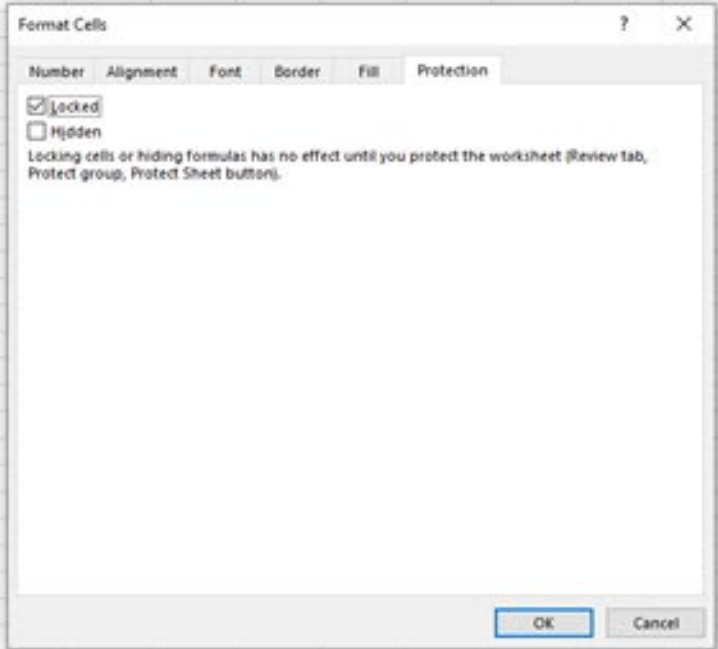 Format Cells ? ×
Number Alignment Font Border Fill Protection
Locked
Hidden
Locking cells or hiding formulas has no effect until you protect the worksheet (Review tab,
Protect group, Protect Sheet button).
OK Cancel